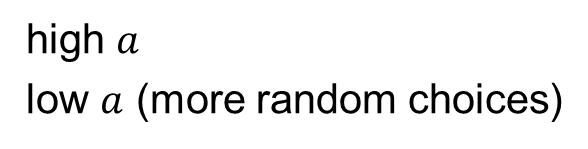 high 𝑎
low 𝑎 (more random choices)